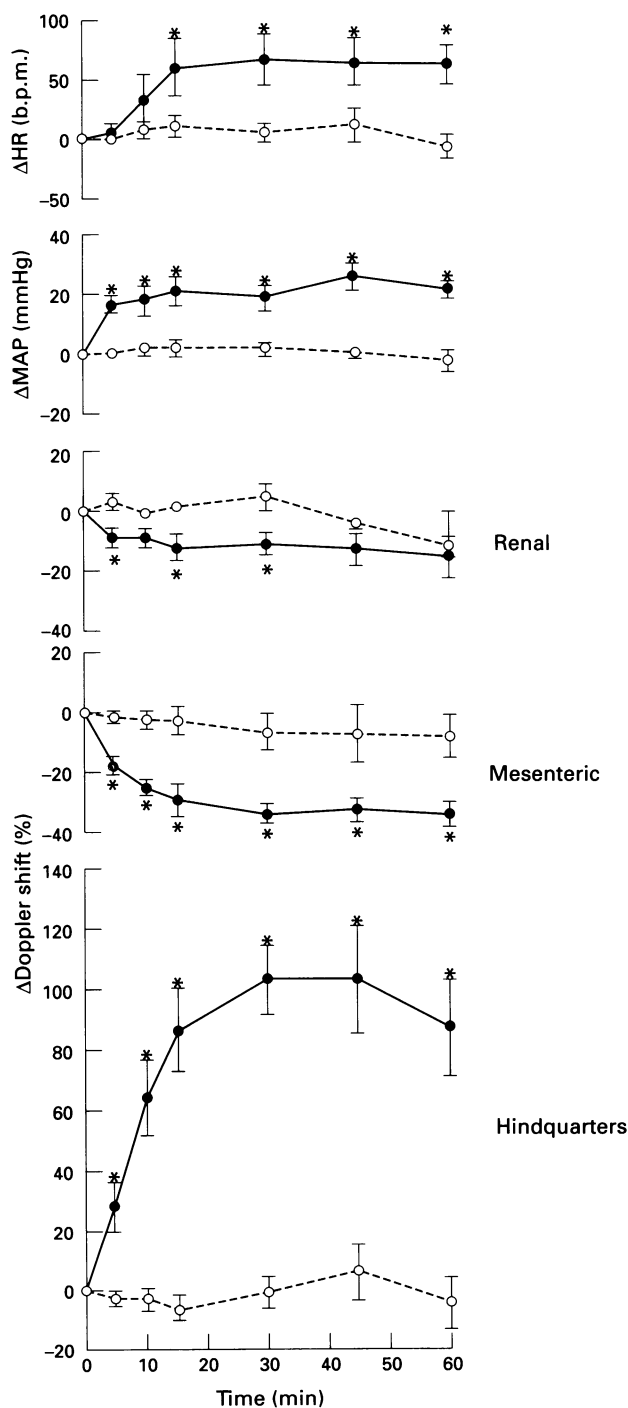 100
50
0
−50
ΔHR (b.p.m.)
* * * *
40
20
0
−20
ΔMAP (mmHg)
* * * * * *
20
0
−20
−40
Renal
* * *
20
0
−20
−40
Mesenteric
* * * * * *
ΔDoppler shift (%)
140
120
100
80
60
40
20
0
−20
Hindquarters
* * * * * *
0 10 20 30 40 50 60
Time (min)